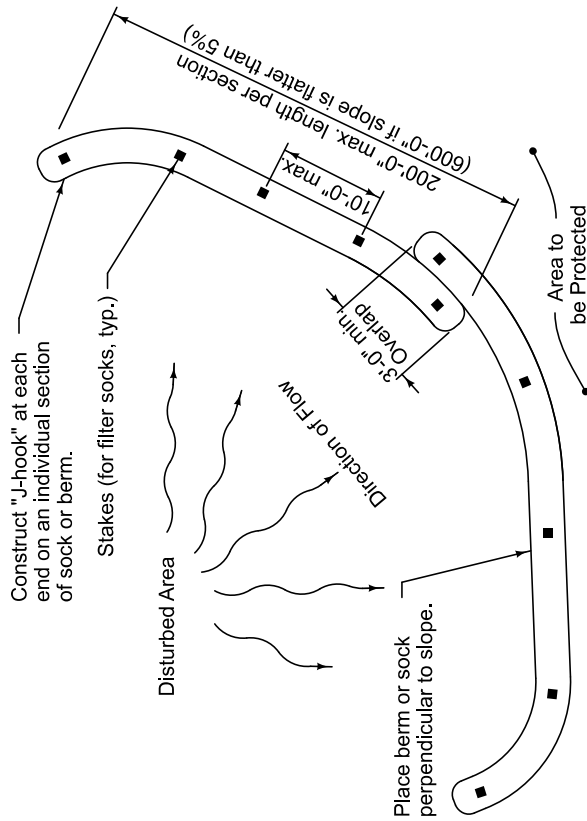 Construct "J-hook" at each
end on an individual section
of sock or berm.
Stakes (for filter socks, typ.)
200'-0" max. length per section
(600'-0" if slope is flatter than 5%)
10'-0" max.
3'-0" min.
Overlap
Direction of Flow
Disturbed Area
Area to
be Protected
Place berm or sock
perpendicular to slope.